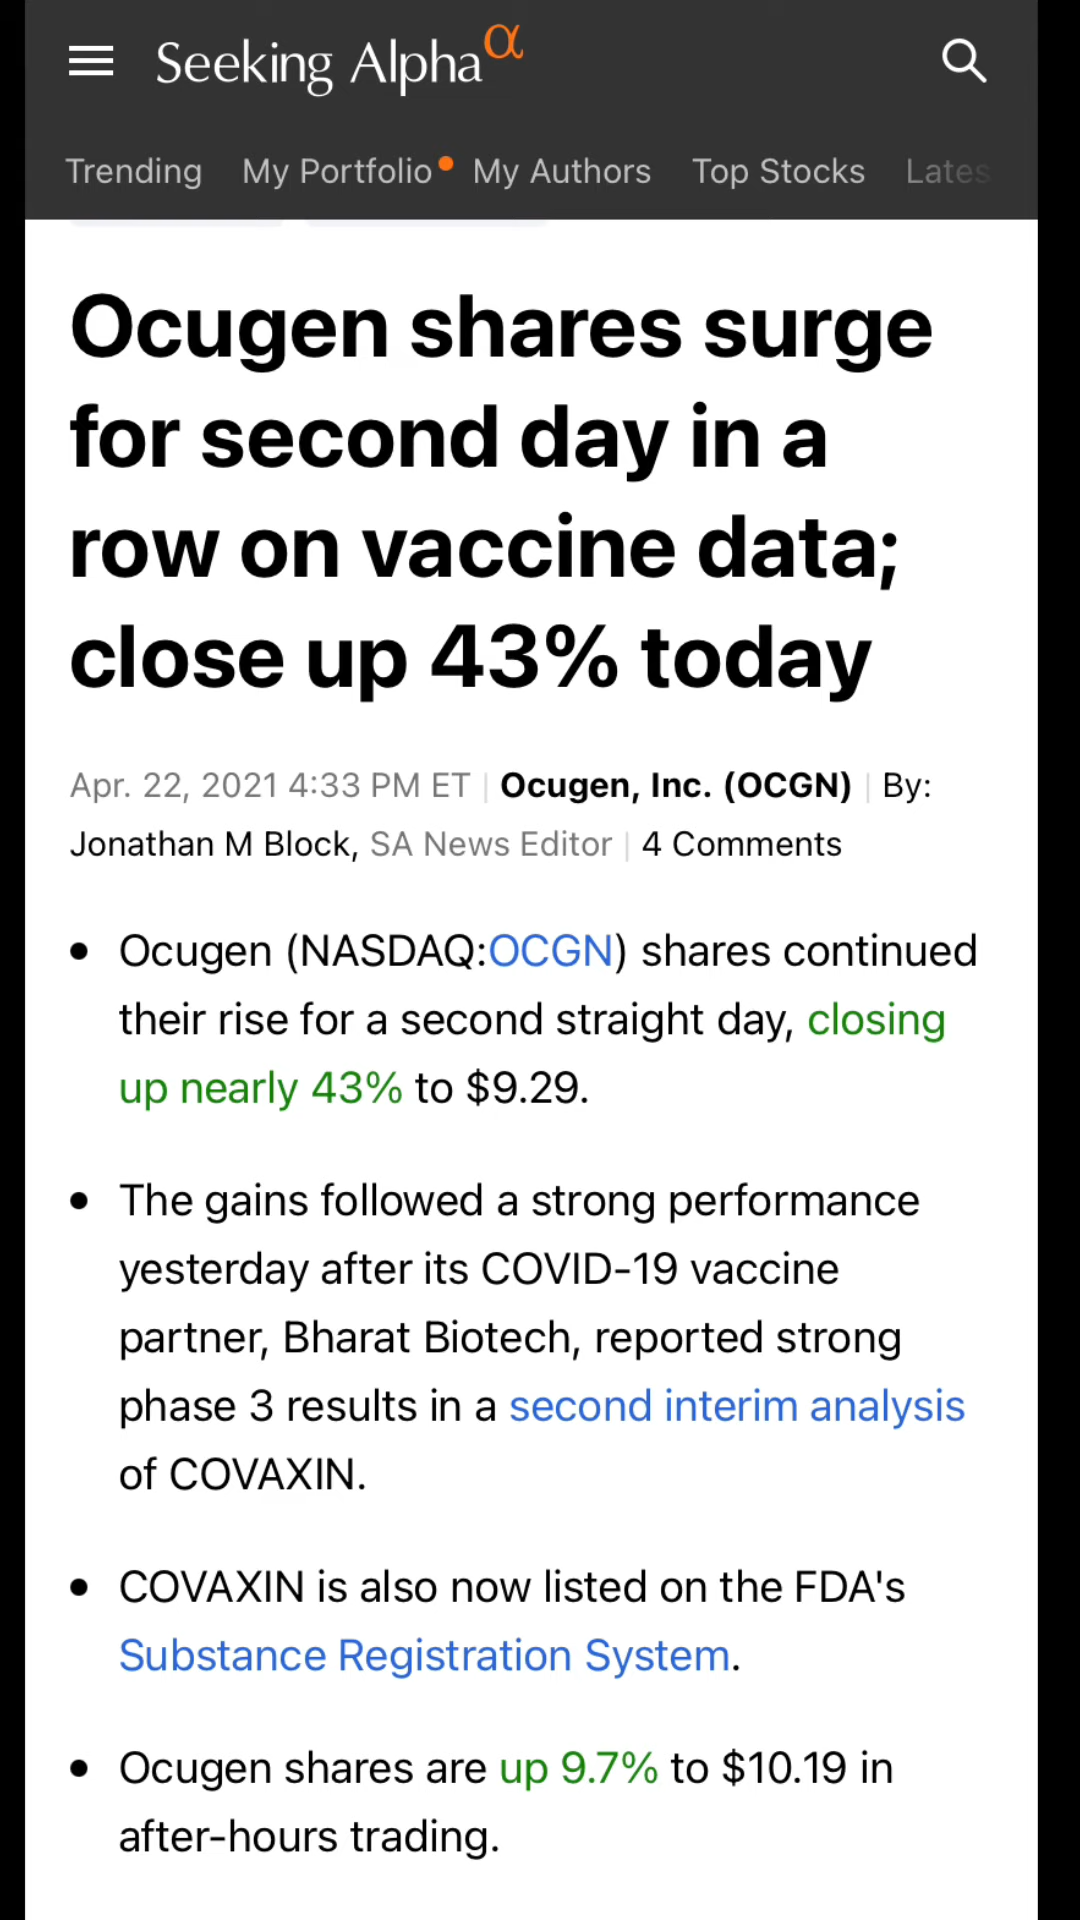 Seeking Alpha α
Trending My Portfolio My Authors Top Stocks Lates
Ocugen shares surge
for second day in a
row on vaccine data;
close up 43% today
Apr. 22, 2021 4:33 PM ET | Ocugen, Inc. (OCGN) | By:
Jonathan M Block, SA News Editor | 4 Comments
• Ocugen (NASDAQ:OCGN) shares continued
their rise for a second straight day, closing
up nearly 43% to $9.29.
• The gains followed a strong performance
yesterday after its COVID-19 vaccine
partner, Bharat Biotech, reported strong
phase 3 results in a second interim analysis
of COVAXIN.
• COVAXIN is also now listed on the FDA's
Substance Registration System.
• Ocugen shares are up 9.7% to $10.19 in
after-hours trading.